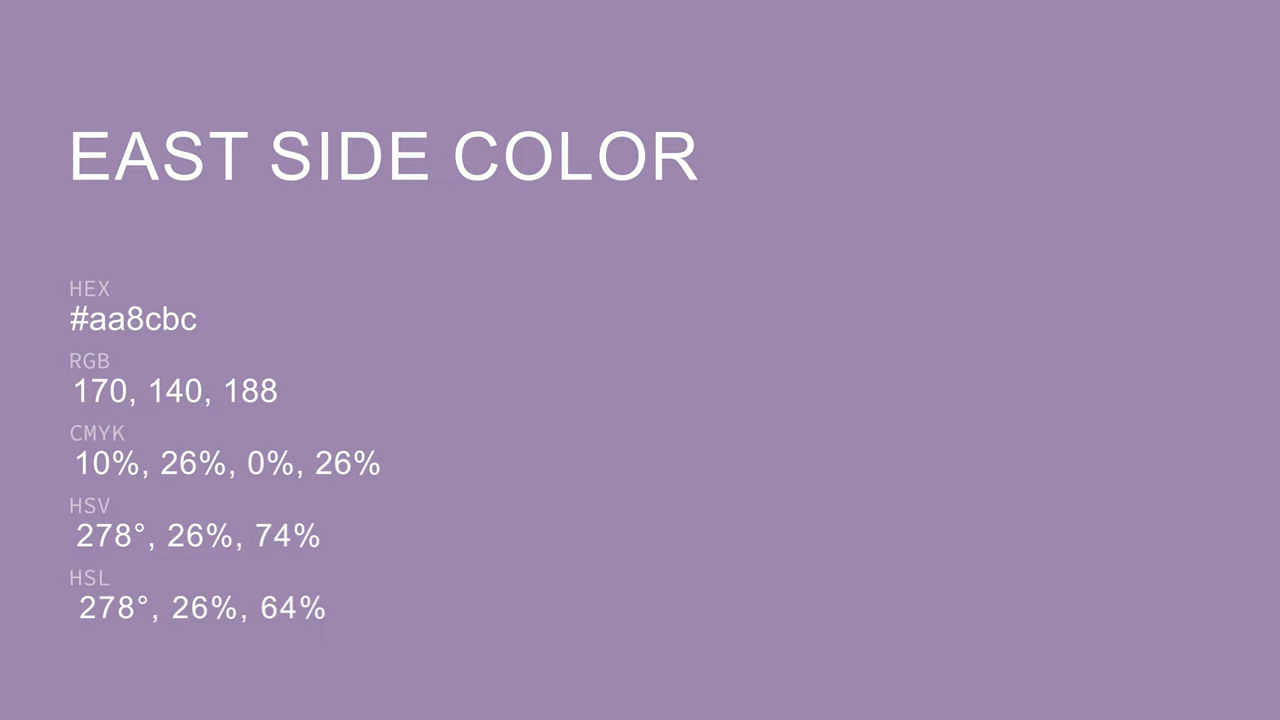 EAST SIDE COLOR
HEX
#aa8cbc
RGB
170, 140, 188
CMYK
10%, 26%, 0%, 26%
HSV
278°, 26%, 74%
HSL
278°, 26%, 64%